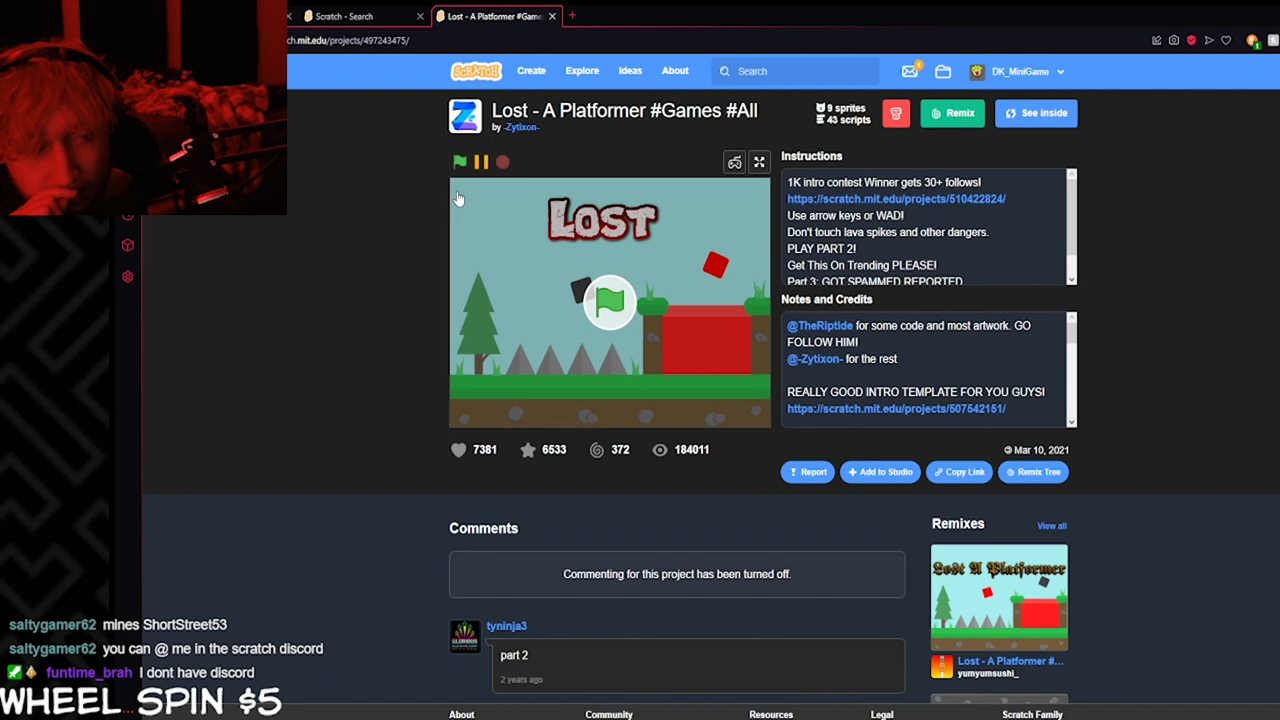 Scratch - Search
Lost - A Platformer #Game
ch.mit.edu/projects/497243475/
SCRATCH
Create
Explore
Ideas
About
Search
1
DK_MiniGame
1
Lost - A Platformer #Games #All
by -Zytixon-
9 sprites
43 scripts
Remix
See inside
Instructions
1K intro contest Winner gets 30+ follows!
https://scratch.mit.edu/projects/510422824/
Use arrow keys or WAD!
Don't touch lava spikes and other dangers.
PLAY PART 2!
Get This On Trending PLEASE!
Part 3: GOT SPAMMED REPORTED
LOST
Notes and Credits
@TheRiptide for some code and most artwork. GO
FOLLOW HIM!
@-Zytixon- for the rest
REALLY GOOD INTRO TEMPLATE FOR YOU GUYS!
https://scratch.mit.edu/projects/507542151/
7381
6533
372
184011
© Mar 10, 2021
Report
Add to Studio
Copy Link
Remix Tree
Comments
Commenting for this project has been turned off.
tyninja3
part 2
2 years ago
Remixes
View all
Lost A Platformer
Lost - A Platformer #...
yumyumsushi_
saltygamer62 mines ShortStreet53
saltygamer62 you can @ me in the scratch discord
funtime_brah I dont have discord
WHEEL SPIN $5
About
Community
Resources
Legal
Scratch Family